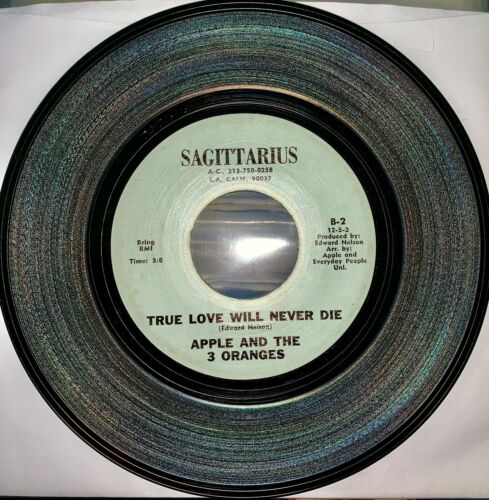 SAGITTARIUS
A-C. 213-750-0258
L.A. CALIF. 90037
B-2
12-5-2
Produced by:
Edward Nelson
Arr. by:
Apple and
Everyday People
Unl.
Bring
BMI
Time: 3:8
TRUE LOVE WILL NEVER DIE
(Edward Nelson)
APPLE AND THE
3 ORANGES